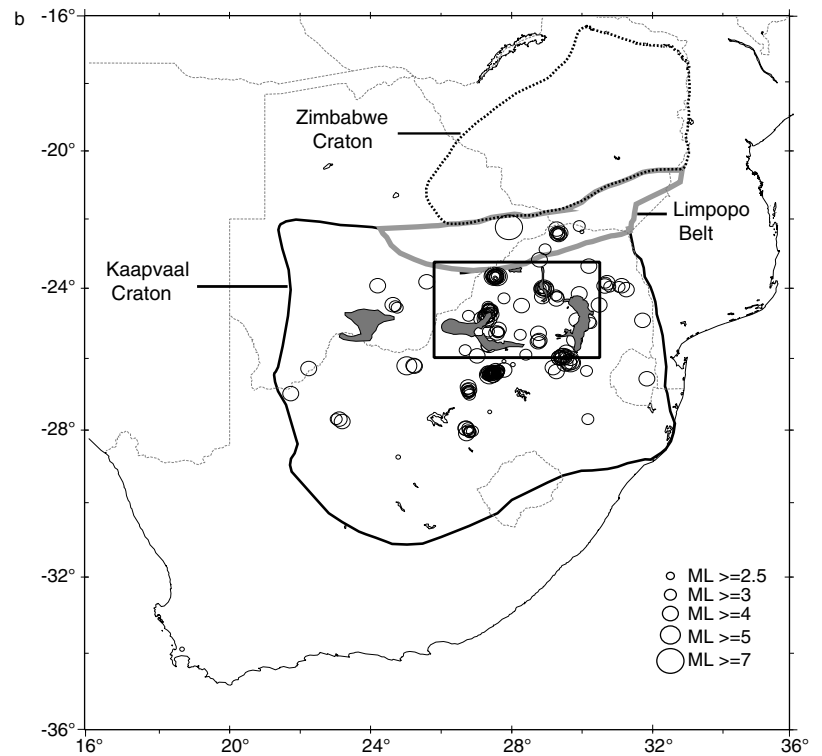 b
-16°
-20°
-24°
-28°
-32°
-36°
Zimbabwe
Craton
Limpopo
Belt
Kaapvaal
Craton
ML >=2.5
ML >=3
ML >=4
ML >=5
ML >=7
16°
20°
24°
28°
32°
36°